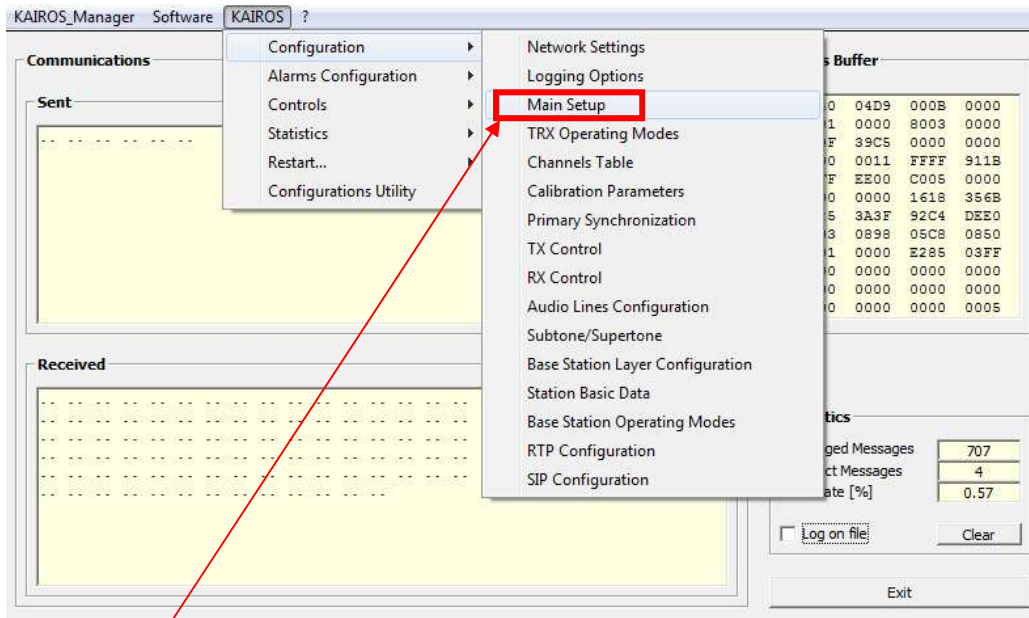 KAIROS_Manager Software KAIROS ?
Communications
Sent
Configuration
Alarms Configuration
Controls
Statistics
Restart...
Configurations Utility
Network Settings
Logging Options
Main Setup
TRX Operating Modes
Channels Table
Calibration Parameters
Primary Synchronization
TX Control
RX Control
Audio Lines Configuration
Subtone/Supertone
Base Station Layer Configuration
Station Basic Data
Base Station Operating Modes
RTP Configuration
SIP Configuration
Buffer
04D9 000B 0000
0000 8003 0000
39C5 0000 0000
0011 FFFF 911B
EE00 C005 0000
0000 1618 356B
3A3F 92C4 DEE0
0898 05C8 0850
0000 E285 03FF
0000 0000 0000
0000 0000 0000
0000 0000 0005
Received
Messages 707
Messages 4
[%] 0.57
Log on file Clear
Exit